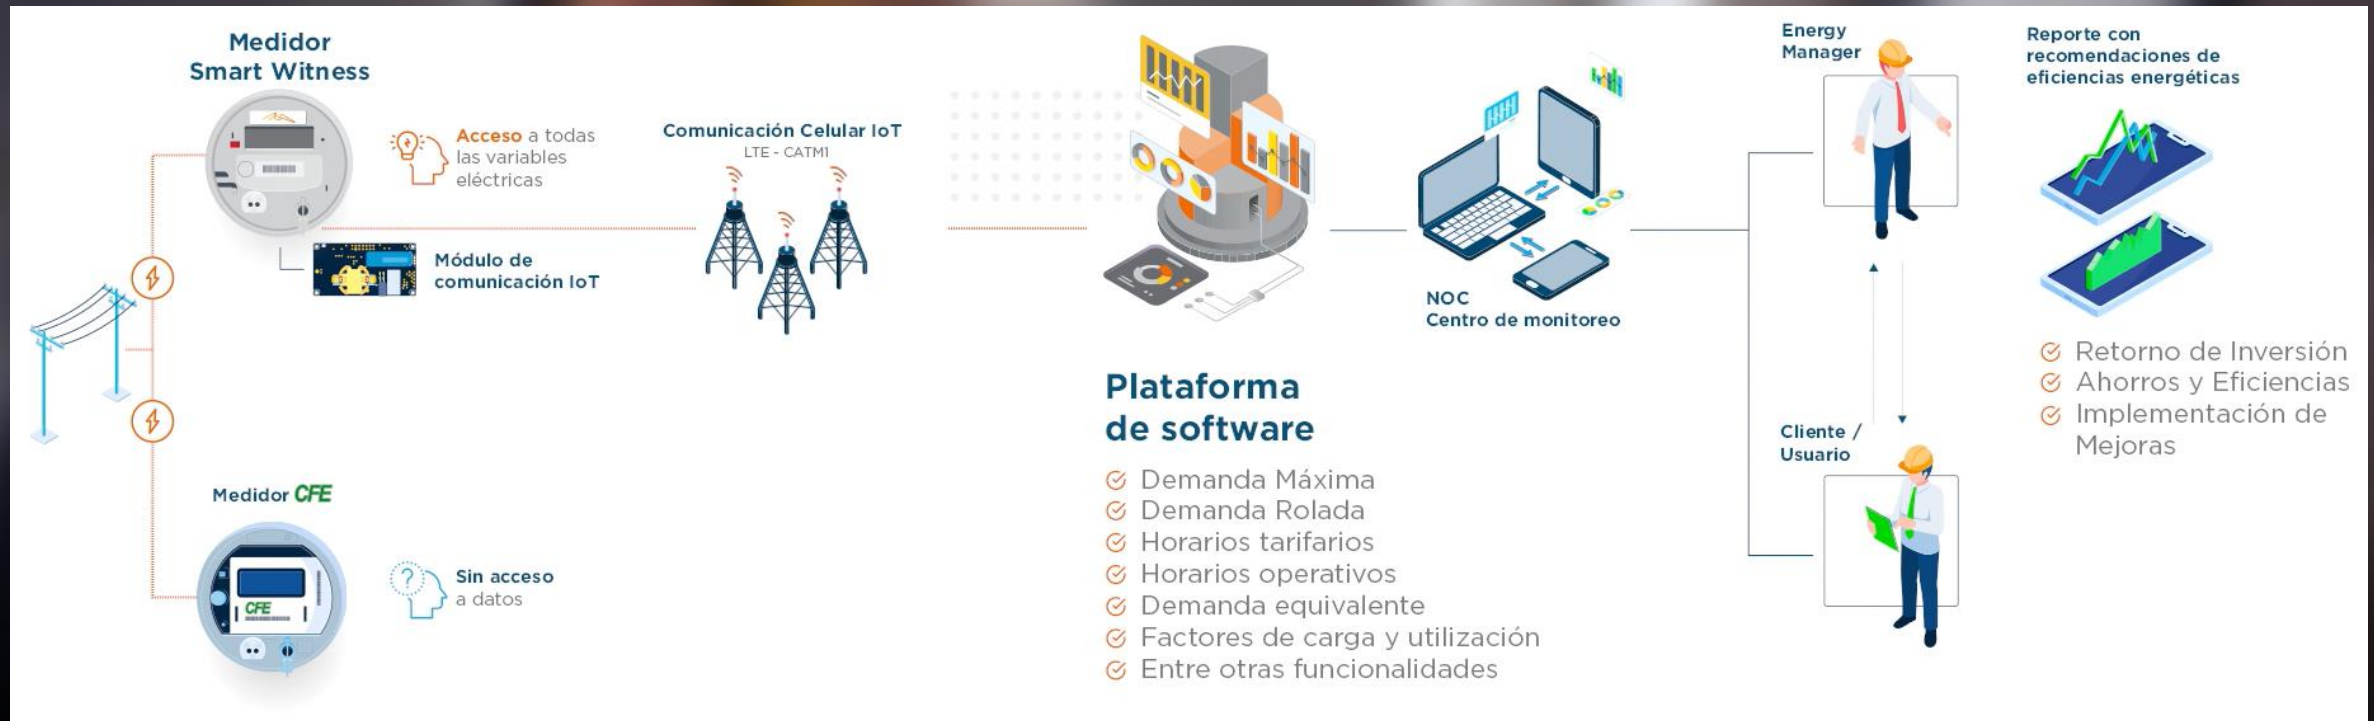 Medidor
Smart Witness
Acceso a todas
las variables
eléctricas
Módulo de
comunicación IoT
Medidor CFE
CFE
Sin acceso
a datos
Comunicación Celular IoT
LTE - CATM1
Plataforma
de software
Demanda Máxima
Demanda Rolada
Horarios tarifarios
Horarios operativos
Demanda equivalente
Factores de carga y utilización
Entre otras funcionalidades
NOC
Centro de monitoreo
Energy
Manager
Cliente /
Usuario
Reporte con
recomendaciones de
eficiencias energéticas
Retorno de Inversión
Ahorros y Eficiencias
Implementación de
Mejoras